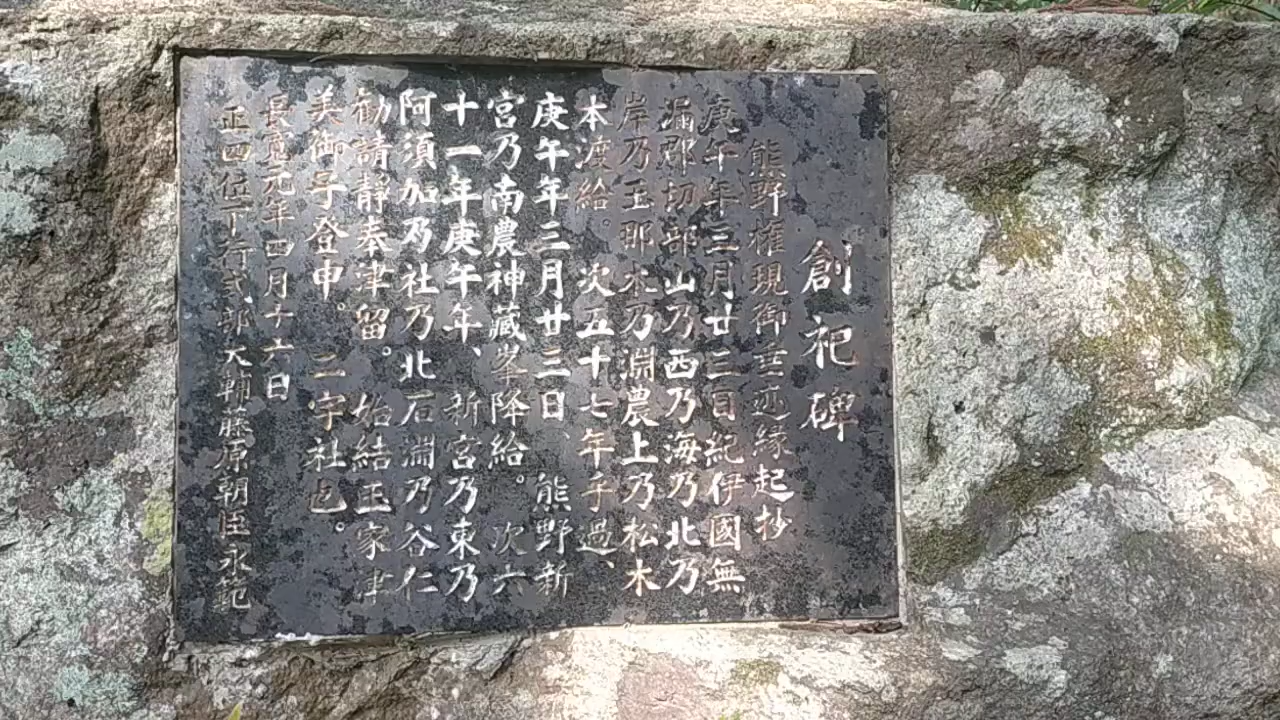 創祀碑
熊野権現御垂迹縁起抄
庚午年三月廿三日紀伊國無
漏郡切部山乃西乃海乃北乃
岸乃玉那木乃淵農上乃松木
本渡給。次五十七年乎過、
庚午年三月廿三日、熊野新
宮乃南農神藏峯降給。次六
十一年庚午年、新宮乃東乃
阿須加乃社乃北石淵乃谷仁
勧請静奉津留。始結玉家津
美御子登申。二宇社也。
長寛元年四月十六日
正四位下行式部大輔藤原朝臣永範